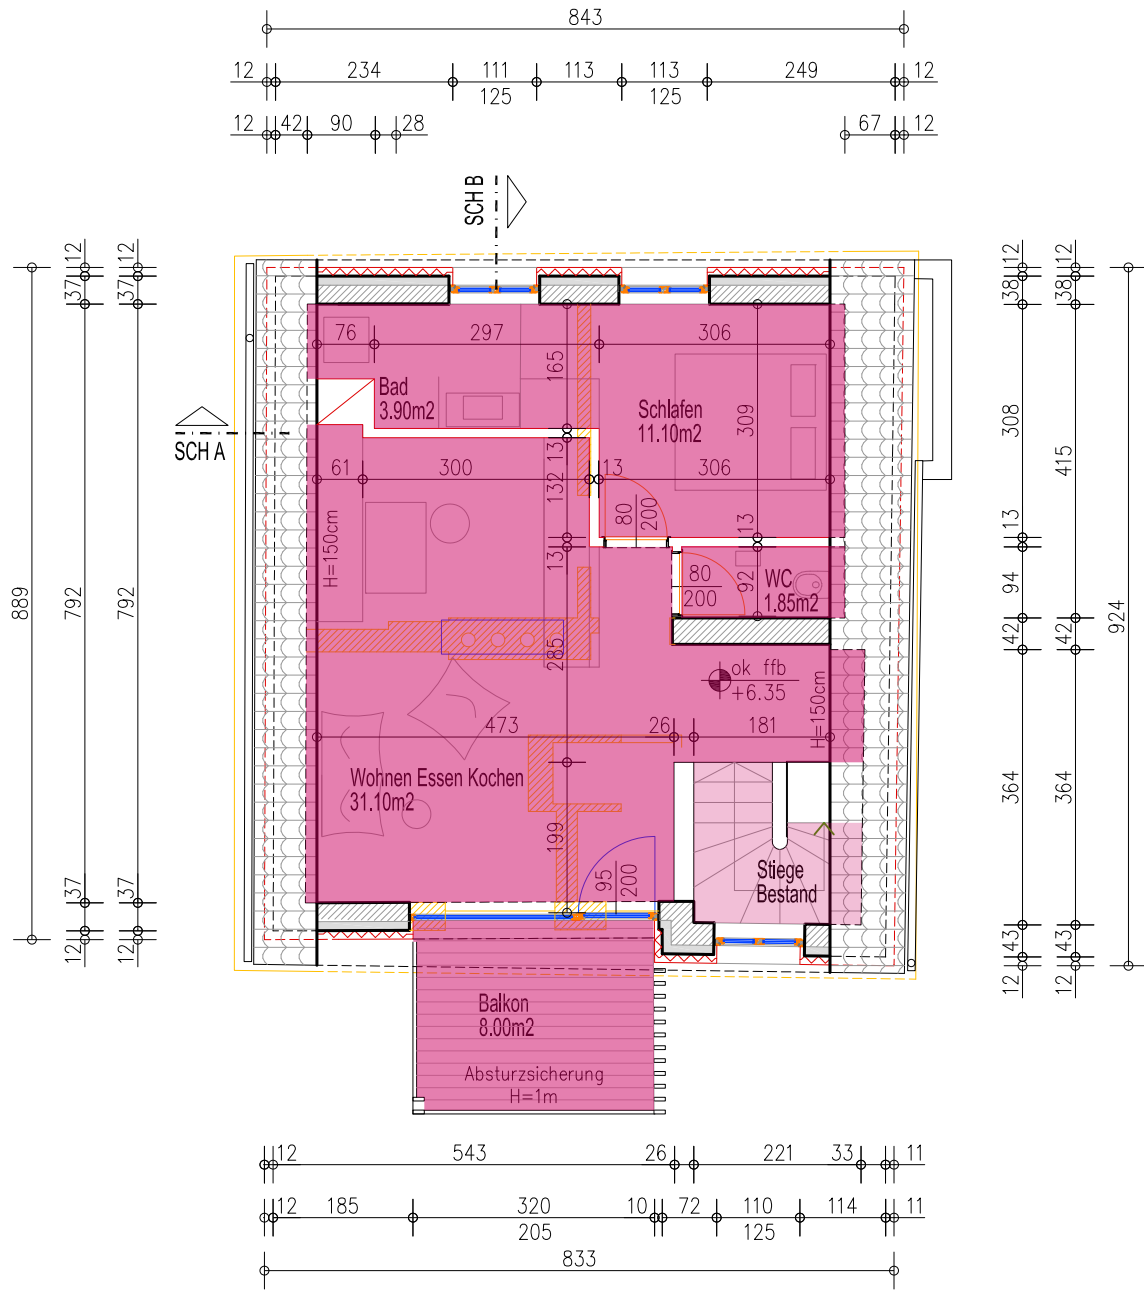 843
12 234 111 113 113 249 12
125 125
12 42 90 28 67 12
SCH B
12 12 12 12
37 37 38 38
76 297 306
165
Bad
3.90m2
Schlafen
11.10m2
309
308
SCH A
61 300 13 13 306
415
132
80
200
H=150cm
13 13 13
80
200
92
WC
1.85m2
94
889 792 792
924
42 42
285
ok ffb
+6.35
H=150cm
473 26 181
Wohnen Essen Kochen
31.10m2
364 364
199
95
200
Stiege
Bestand
37 37
12 12
43 43
12 12
Balkon
8.00m2
Absturzsicherung
H=1m
12 543 26 221 33 11
12 185 320 10 72 110 114 11
205 125
833